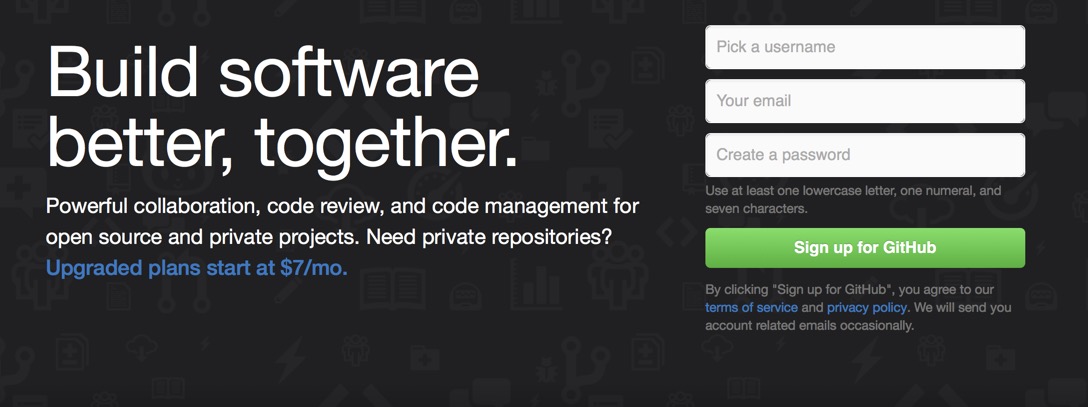 Build software
better, together.
Powerful collaboration, code review, and code management for
open source and private projects. Need private repositories?
Upgraded plans start at $7/mo.
Pick a username
Your email
Create a password
Use at least one lowercase letter, one numeral, and
seven characters.
Sign up for GitHub
By clicking "Sign up for GitHub", you agree to our
terms of service and privacy policy. We will send you
account related emails occasionally.